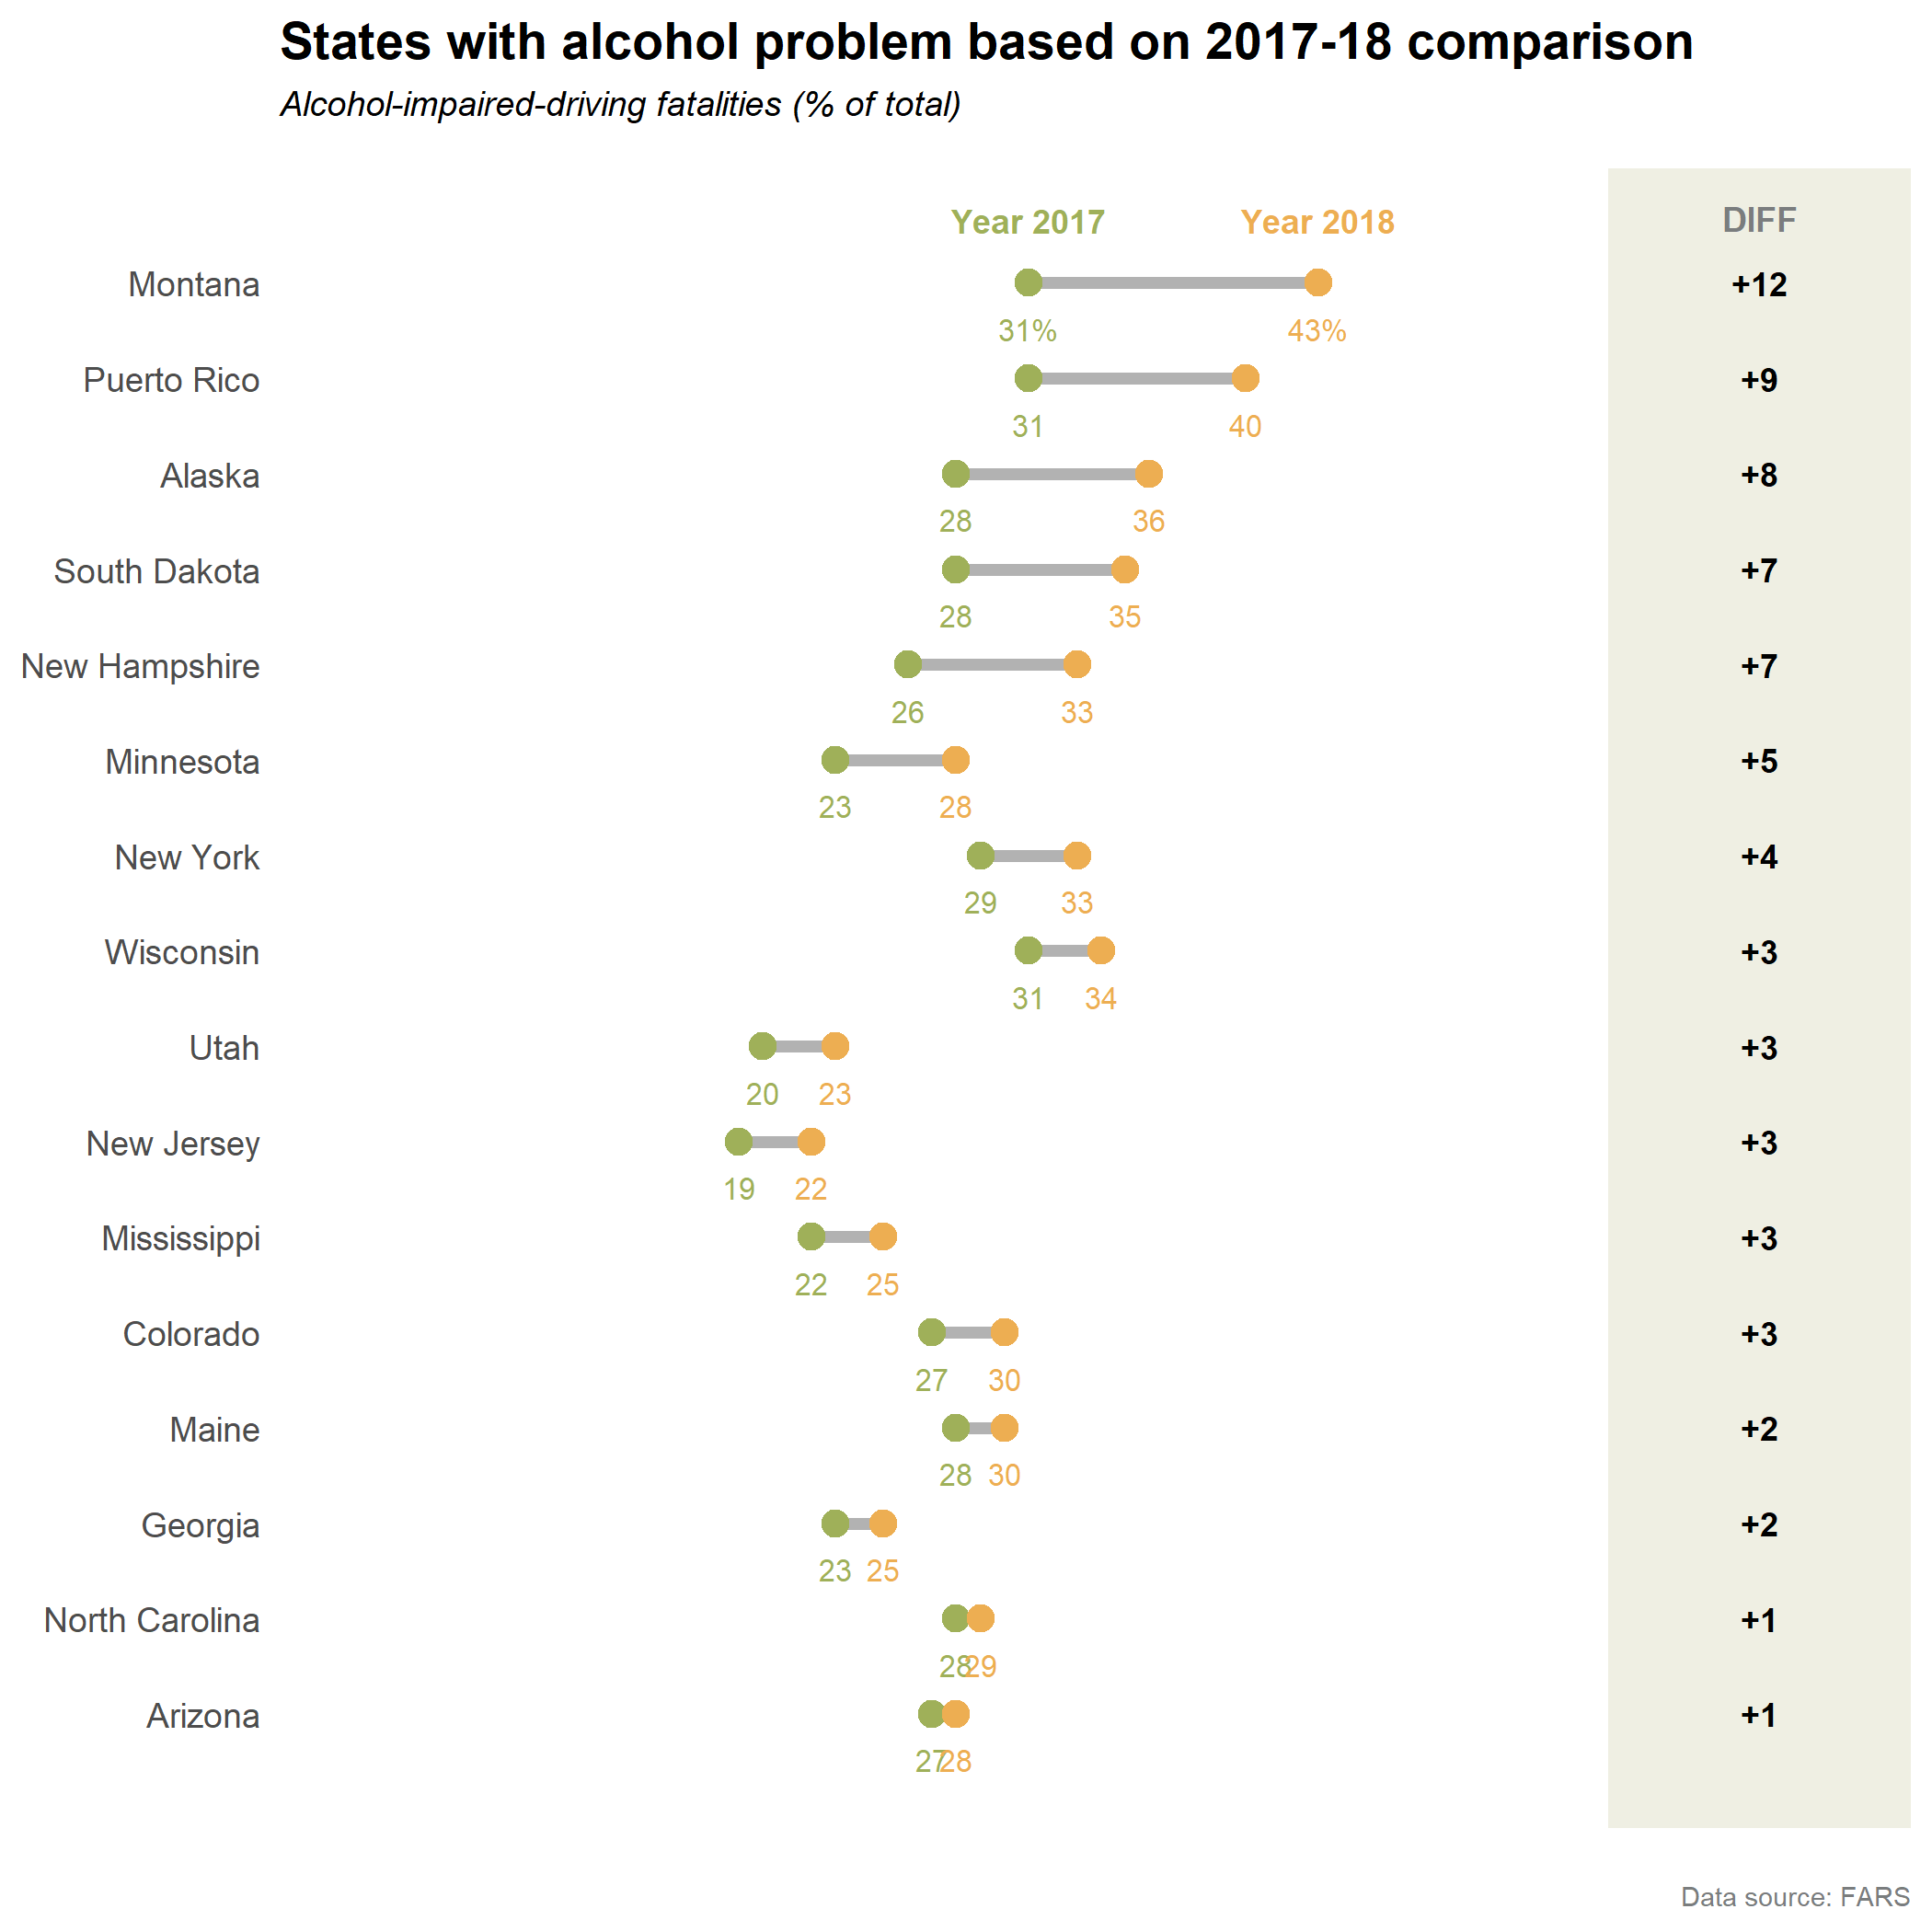 States with alcohol problem based on 2017-18 comparison
Alcohol-impaired-driving fatalities (% of total)
Year 2017 Year 2018 DIFF
Montana +12
31% 43%
Puerto Rico +9
31 40
Alaska +8
28 36
South Dakota +7
28 35
New Hampshire +7
26 33
Minnesota +5
23 28
New York +4
29 33
Wisconsin +3
31 34
Utah +3
20 23
New Jersey +3
19 22
Mississippi +3
22 25
Colorado +3
27 30
Maine +2
28 30
Georgia +2
23 25
North Carolina +1
28 29
Arizona +1
27 28
Data source: FARS